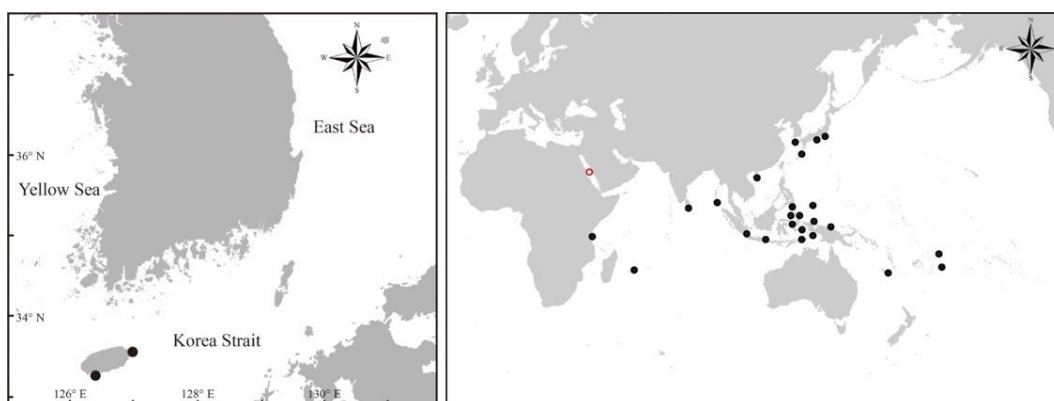 N
W
E
S
East Sea
36° N
Yellow Sea
34° N
Korea Strait
126° E
128° E
130° E
N
W
S